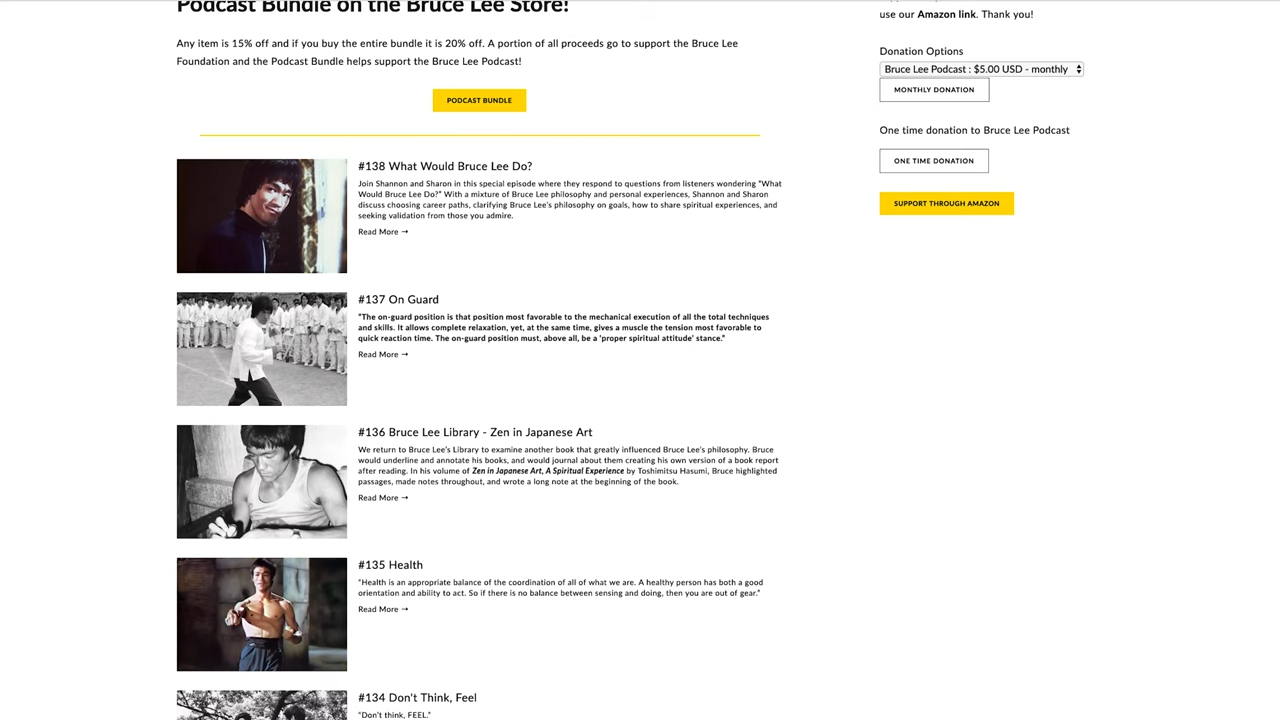 Podcast Bundle on the Bruce Lee Store!
Any item is 15% off and if you buy the entire bundle it is 20% off. A portion of all proceeds go to support the Bruce Lee
Foundation and the Podcast Bundle helps support the Bruce Lee Podcast!
PODCAST BUNDLE
#138 What Would Bruce Lee Do?
Join Shannon and Sharon in this special episode where they respond to questions from listeners wondering “What
Would Bruce Lee Do?” With a mixture of Bruce Lee philosophy and personal experiences, Shannon and Sharon
discuss choosing career paths, clarifying Bruce Lee’s philosophy on goals, how to share spiritual experiences, and
seeking validation from those you admire.
Read More →
#137 On Guard
“The on-guard position is that position most favorable to the mechanical execution of all the total techniques
and skills. It allows complete relaxation, yet, at the same time, gives a muscle the tension most favorable to
quick reaction time. The on-guard position must, above all, be a ‘proper spiritual attitude’ stance.”
Read More →
#136 Bruce Lee Library - Zen in Japanese Art
We return to Bruce Lee’s Library to examine another book that greatly influenced Bruce Lee’s philosophy. Bruce
would underline and annotate his books, and would journal about them creating his own version of a book report
after reading. In his volume of Zen in Japanese Art, A Spiritual Experience by Toshimitsu Hasumi, Bruce highlighted
passages, made notes throughout, and wrote a long note at the beginning of the book.
Read More →
#135 Health
“Health is an appropriate balance of the coordination of all of what we are. A healthy person has both a good
orientation and ability to act. So if there is no balance between sensing and doing, then you are out of gear.”
Read More →
#134 Don't Think, Feel
“Don’t think, FEEL.”
use our Amazon link. Thank you!
Donation Options
Bruce Lee Podcast : $5.00 USD - monthly
MONTHLY DONATION
One time donation to Bruce Lee Podcast
ONE TIME DONATION
SUPPORT THROUGH AMAZON